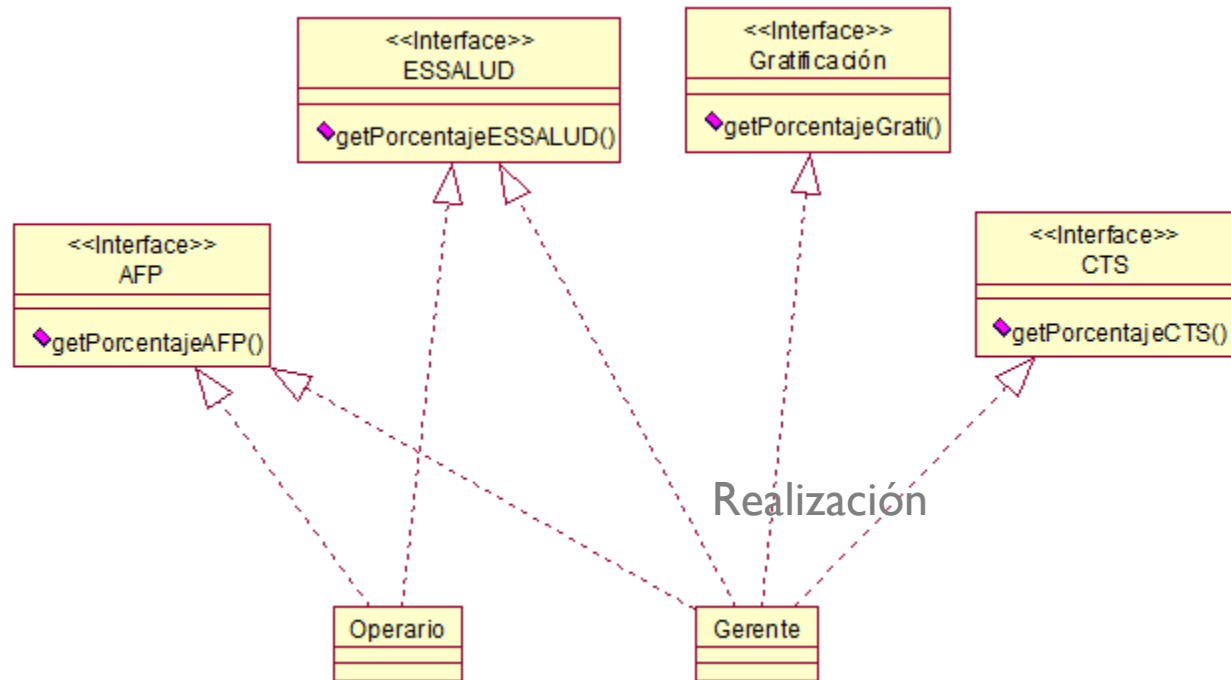 <<Interface>>
ESSALUD
getPorcentajeESSALUD()
<<Interface>>
Gratificación
getPorcentajeGrati()
<<Interface>>
AFP
getPorcentajeAFP()
<<Interface>>
CTS
getPorcentajeCTS()
Realización
Operario
Gerente